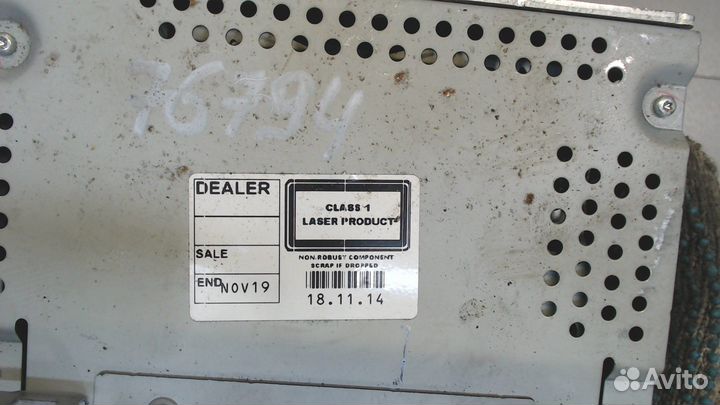 76794
DEALER
CLASS 1
LASER PRODUCT
SALE
NON.ROBUST COMPONENT
SCRAP IF DROPPED
END NOV19
18.11.14
Avito